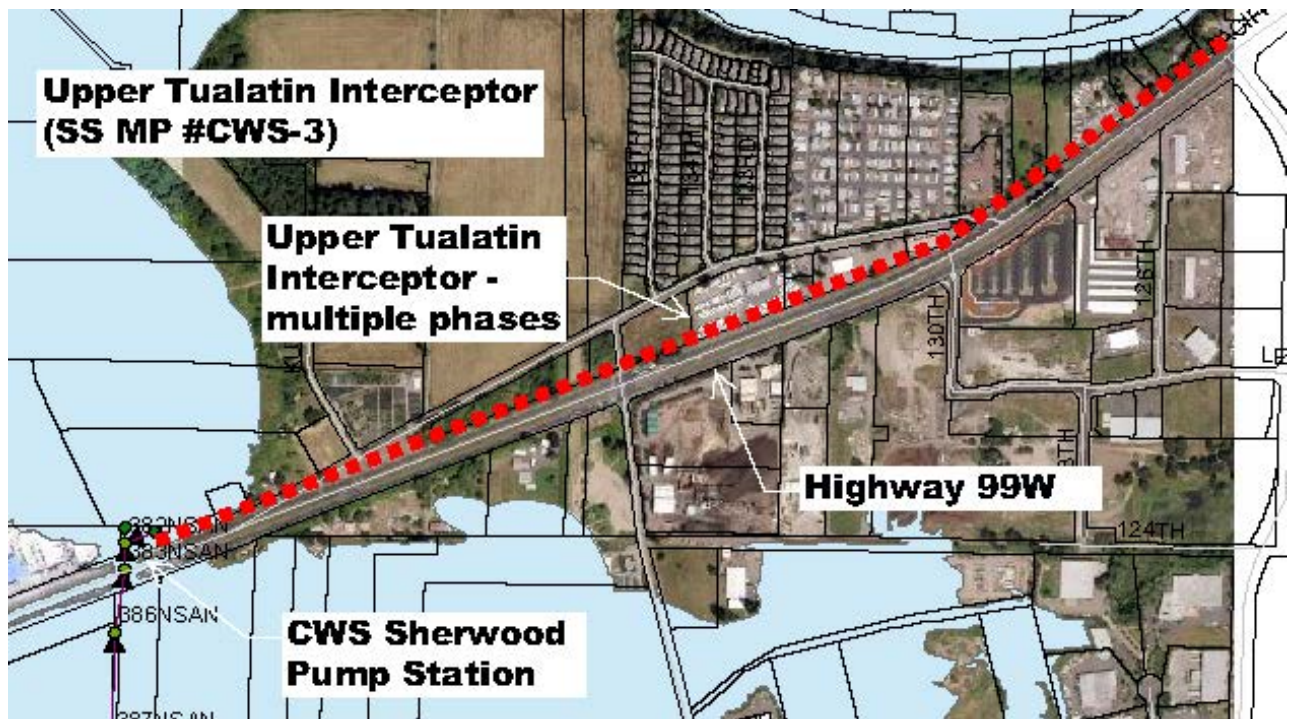 Upper Tualatin Interceptor
(SS MP #CWS-3)
Upper Tualatin
Interceptor -
multiple phases
130TH
126TH
Highway 99W
124TH
383NSAN
386NSAN
CWS Sherwood
Pump Station
387NSAN